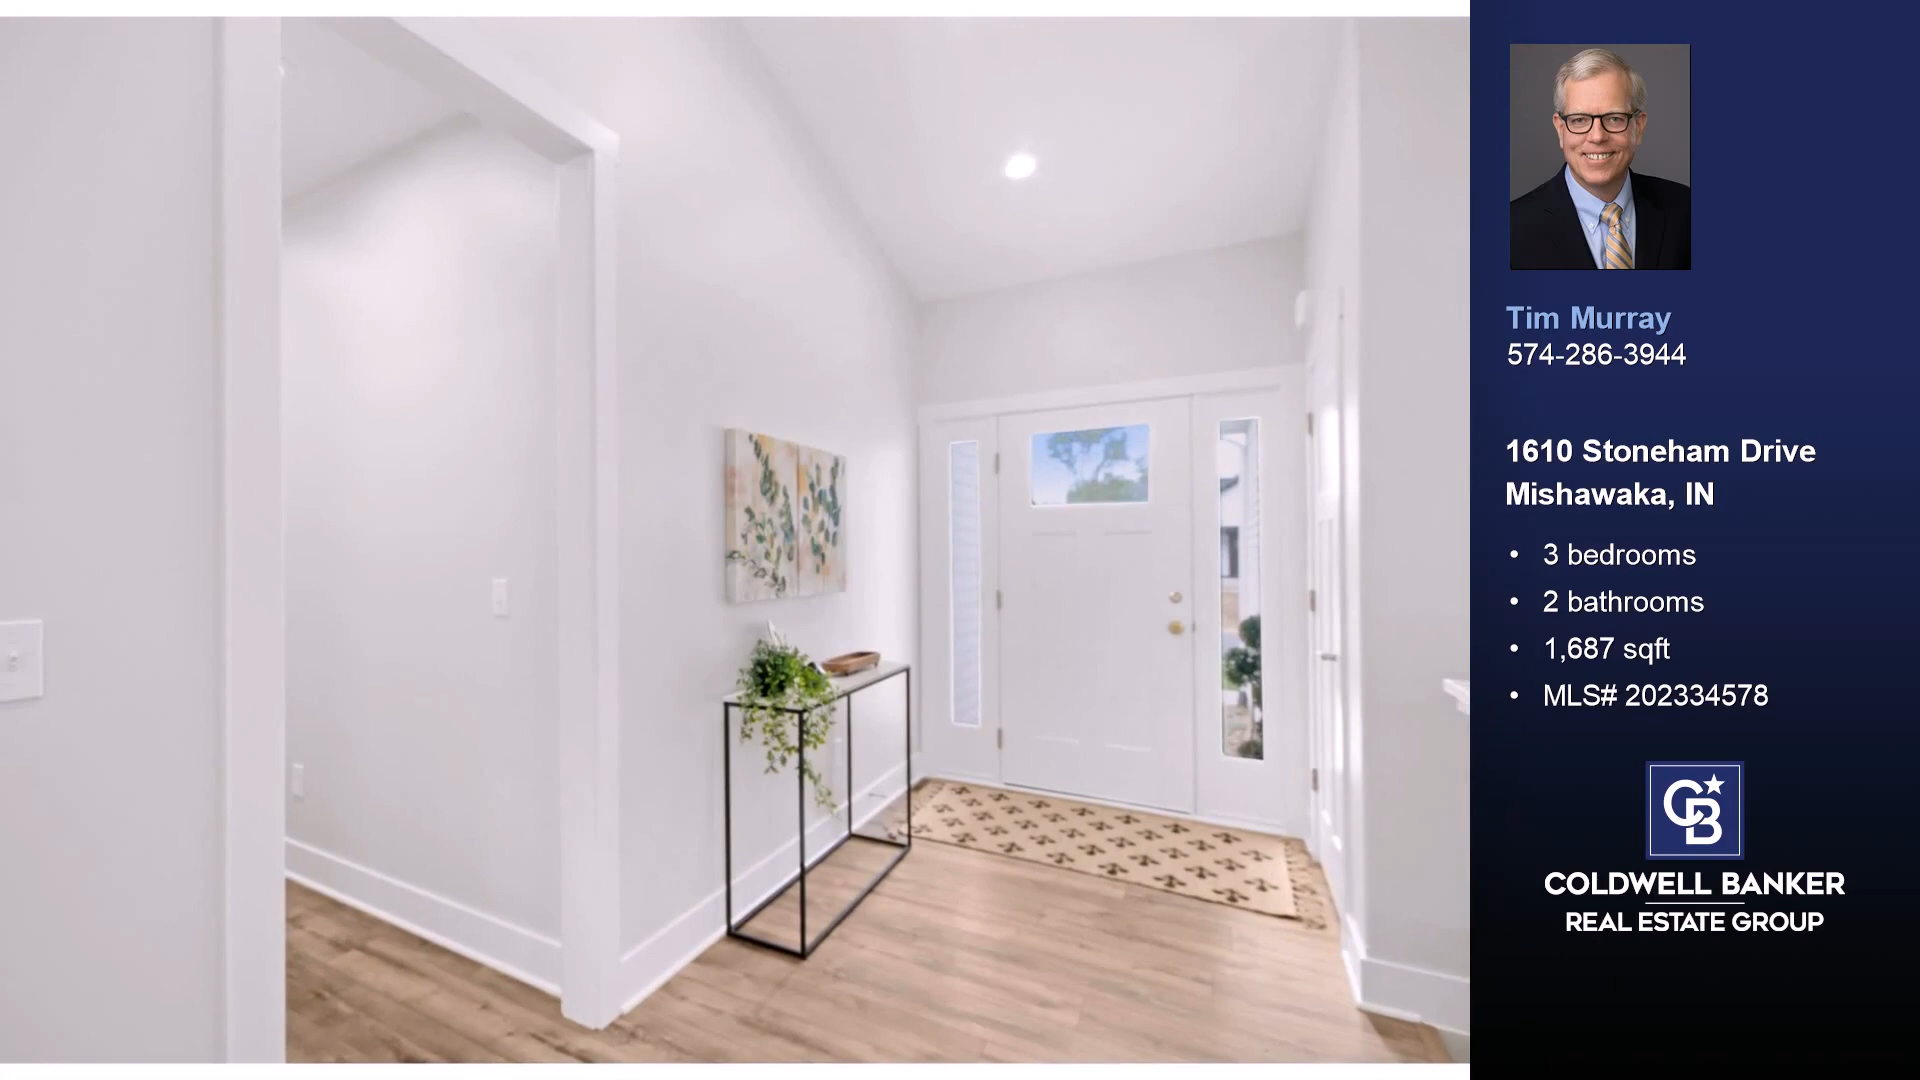 Tim Murray
574-286-3944
1610 Stoneham Drive
Mishawaka, IN
• 3 bedrooms
• 2 bathrooms
• 1,687 sqft
• MLS# 202334578
CB
COLDWELL BANKER
REAL ESTATE GROUP